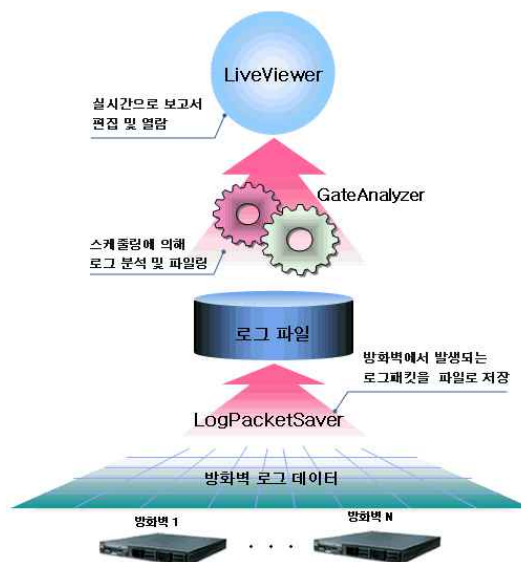 LiveViewer
실시간으로 보고서
편집 및 열람
GateAnalyzer
스케줄링에 의해
로그 분석 및 파일링
로그 파일
방화벽에서 발생되는
로그패킷을 파일로 저장
LogPacketSaver
방화벽 로그 데이터
방화벽 1
방화벽 N
. . .